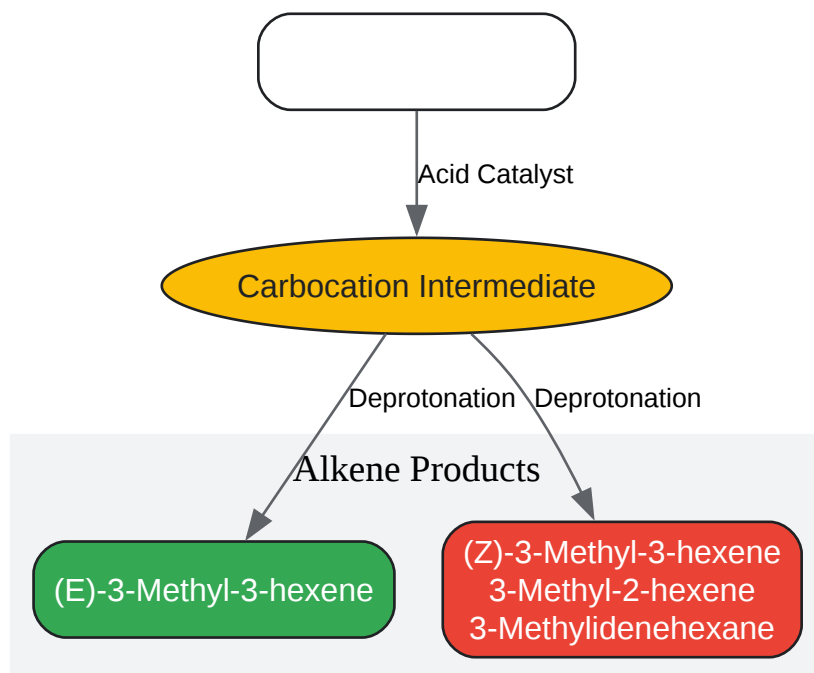 Acid Catalyst
Carbocation Intermediate
Deprotonation
Deprotonation
Alkene Products
(E)-3-Methyl-3-hexene
(Z)-3-Methyl-3-hexene
3-Methyl-2-hexene
3-Methylidenehexane